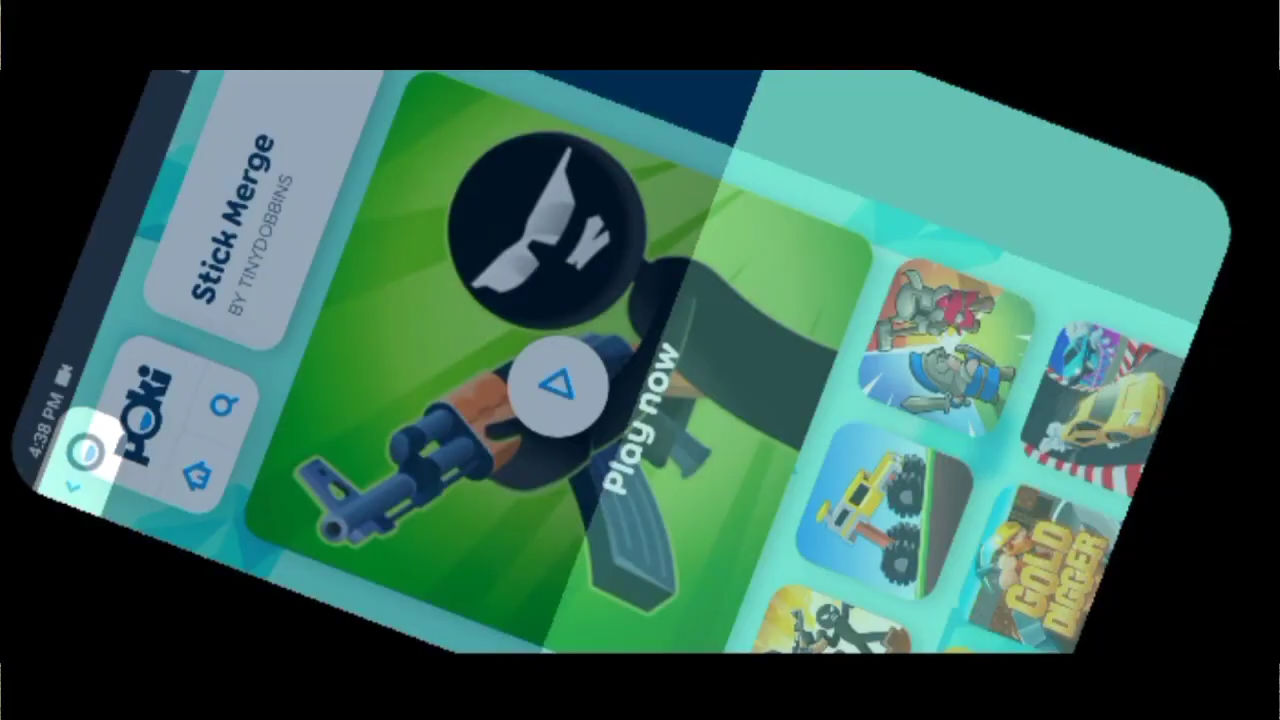 4:38 PM
poki
Stick Merge
BY TINYDOBBINS
Play now
GOLD
DIGGER